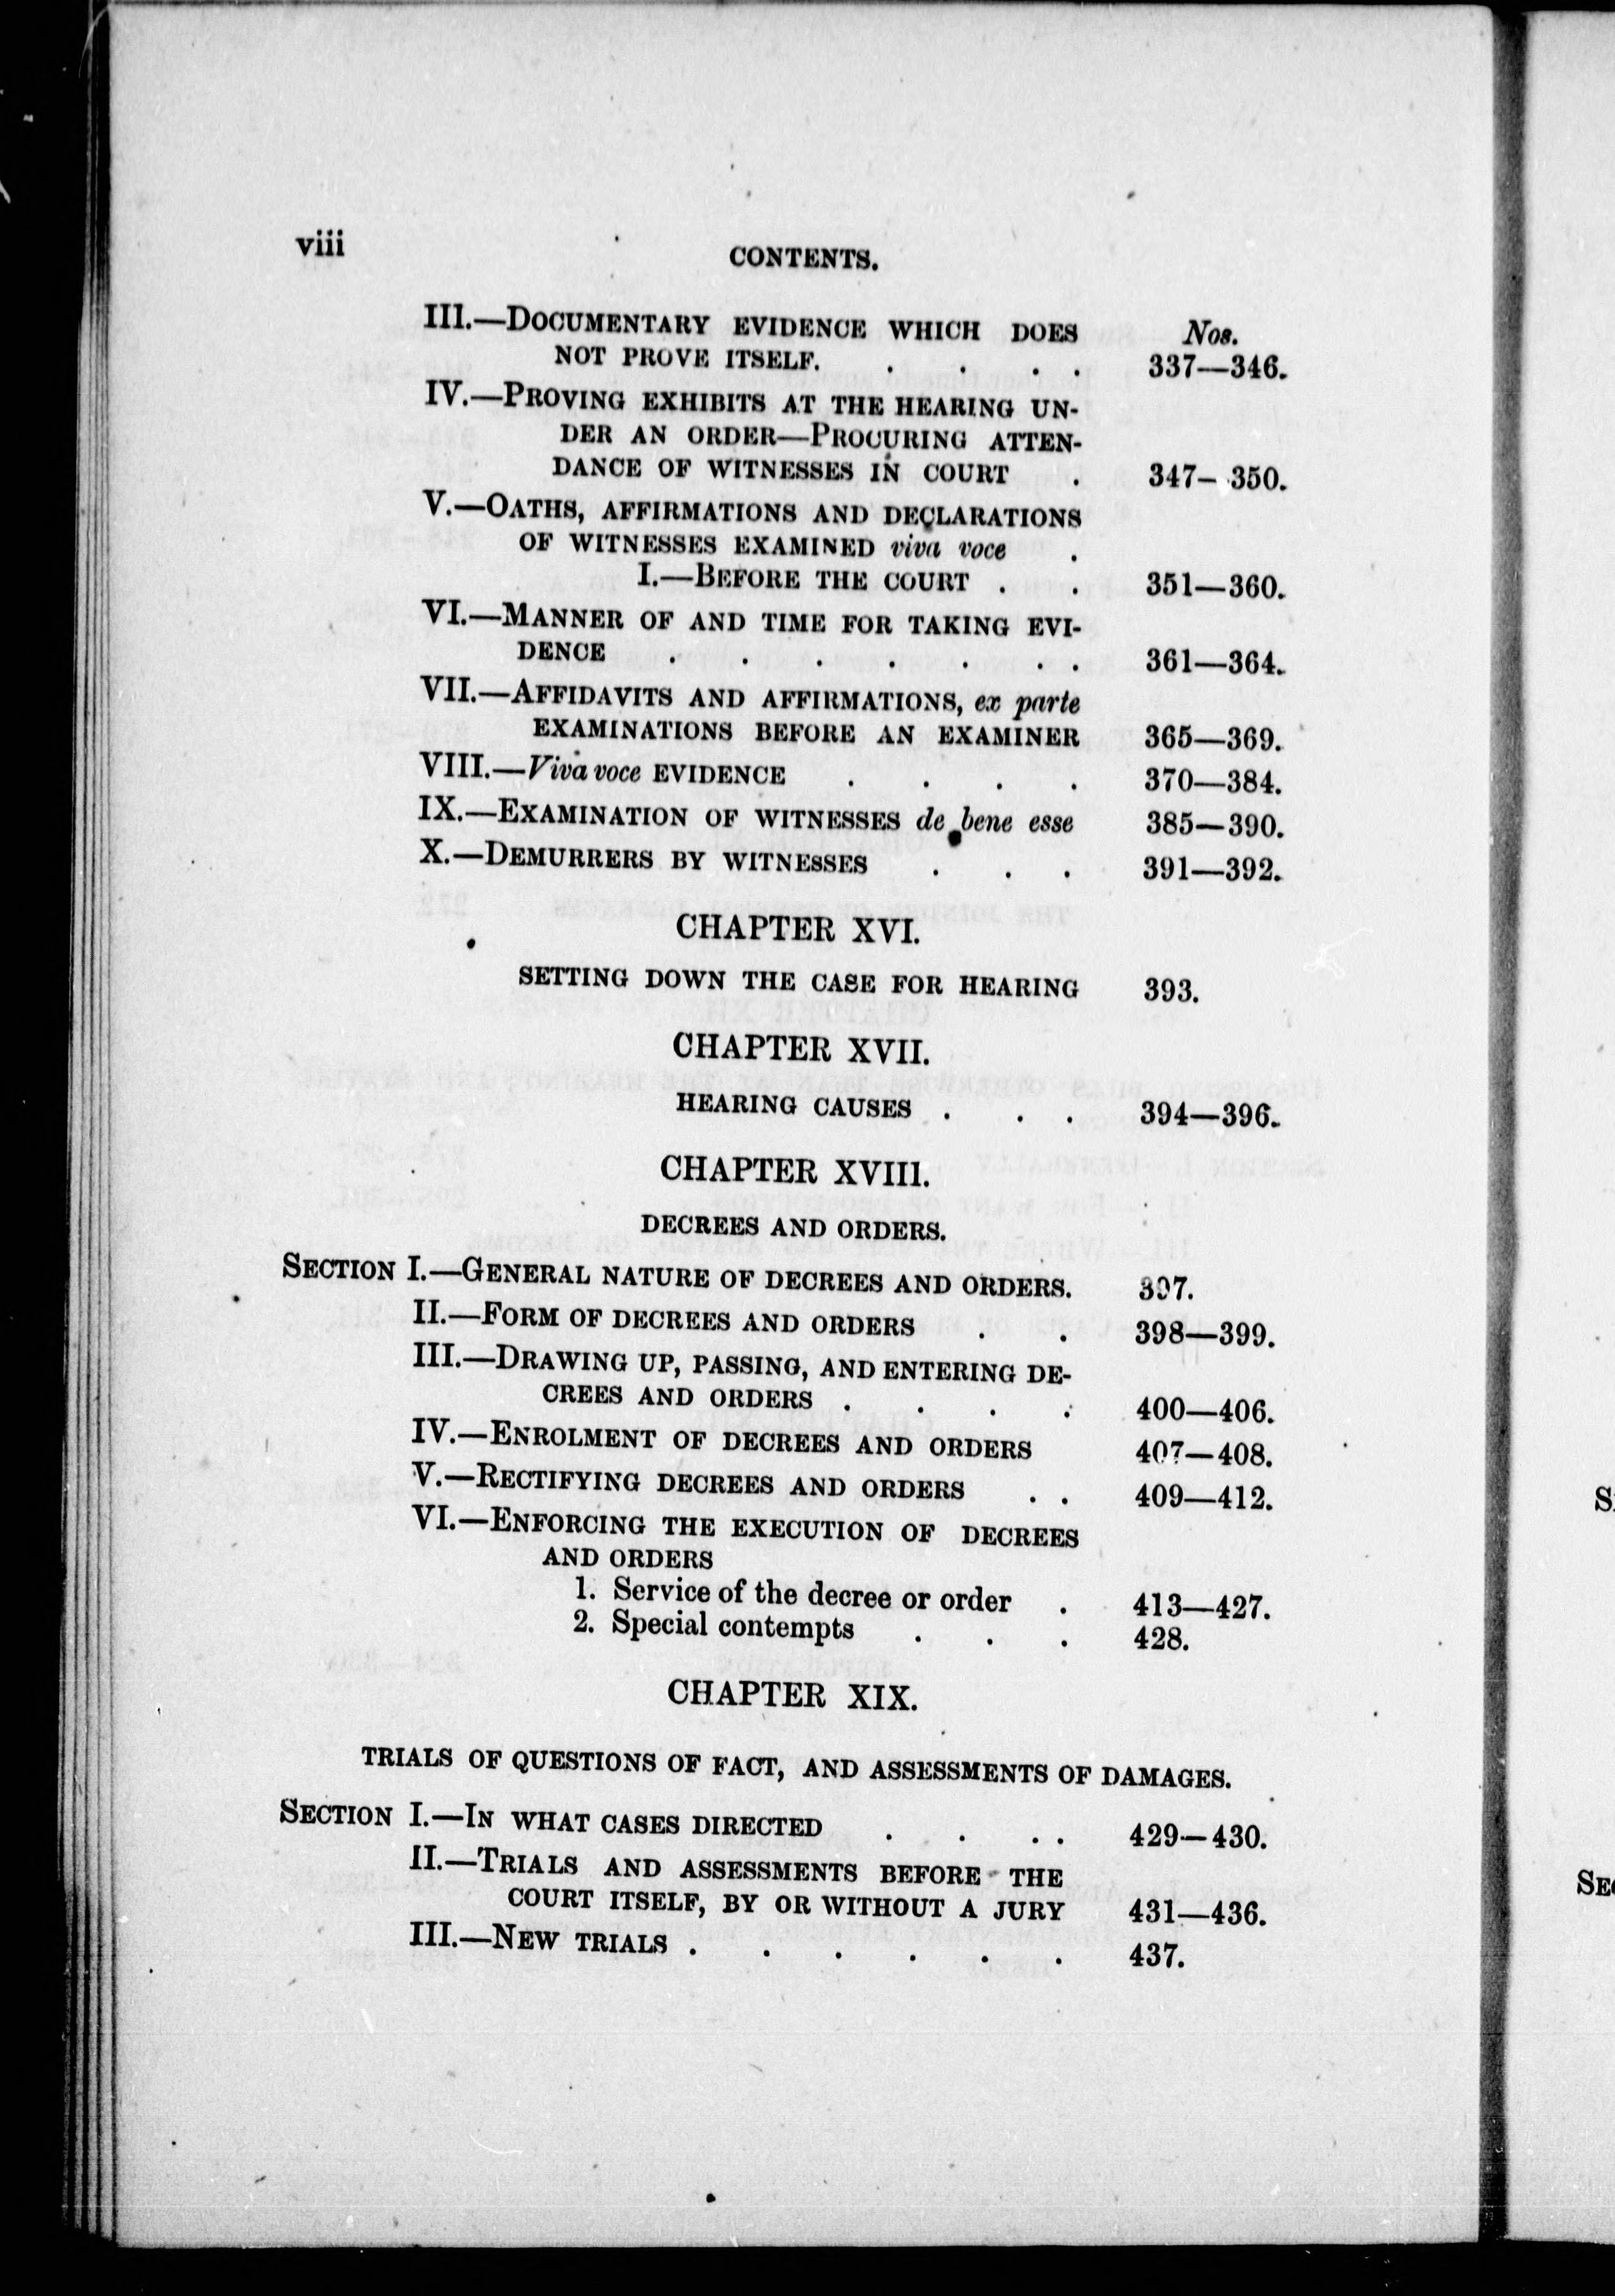 viii
CONTENTS.
III.—DOCUMENTARY EVIDENCE WHICH DOES Nos.
NOT PROVE ITSELF. . . . . 337—346.
IV.—PROVING EXHIBITS AT THE HEARING UN-
DER AN ORDER—PROCURING ATTEN-
DANCE OF WITNESSES IN COURT . 347—350.
V.—OATHS, AFFIRMATIONS AND DECLARATIONS
OF WITNESSES EXAMINED viva voce .
I.—BEFORE THE COURT . . 351—360.
VI.—MANNER OF AND TIME FOR TAKING EVI-
DENCE . . . . . . . 361—364.
VII.—AFFIDAVITS AND AFFIRMATIONS, ex parte
EXAMINATIONS BEFORE AN EXAMINER 365—369.
VIII.—Viva voce EVIDENCE . . . . 370—384.
IX.—EXAMINATION OF WITNESSES de bene esse 385—390.
X.—DEMURRERS BY WITNESSES . . . 391—392.
CHAPTER XVI.
SETTING DOWN THE CASE FOR HEARING 393.
CHAPTER XVII.
HEARING CAUSES . . . 394—396.
CHAPTER XVIII.
DECREES AND ORDERS.
SECTION I.—GENERAL NATURE OF DECREES AND ORDERS. 397.
II.—FORM OF DECREES AND ORDERS . . 398—399.
III.—DRAWING UP, PASSING, AND ENTERING DE-
CREES AND ORDERS . . . . 400—406.
IV.—ENROLMENT OF DECREES AND ORDERS 407—408.
V.—RECTIFYING DECREES AND ORDERS . . 409—412.
VI.—ENFORCING THE EXECUTION OF DECREES
AND ORDERS
1. Service of the decree or order . 413—427.
2. Special contempts . . . 428.
CHAPTER XIX.
TRIALS OF QUESTIONS OF FACT, AND ASSESSMENTS OF DAMAGES.
SECTION I.—IN WHAT CASES DIRECTED . . . . 429—430.
II.—TRIALS AND ASSESSMENTS BEFORE THE
COURT ITSELF, BY OR WITHOUT A JURY 431—436.
III.—NEW TRIALS . . . . . . 437.